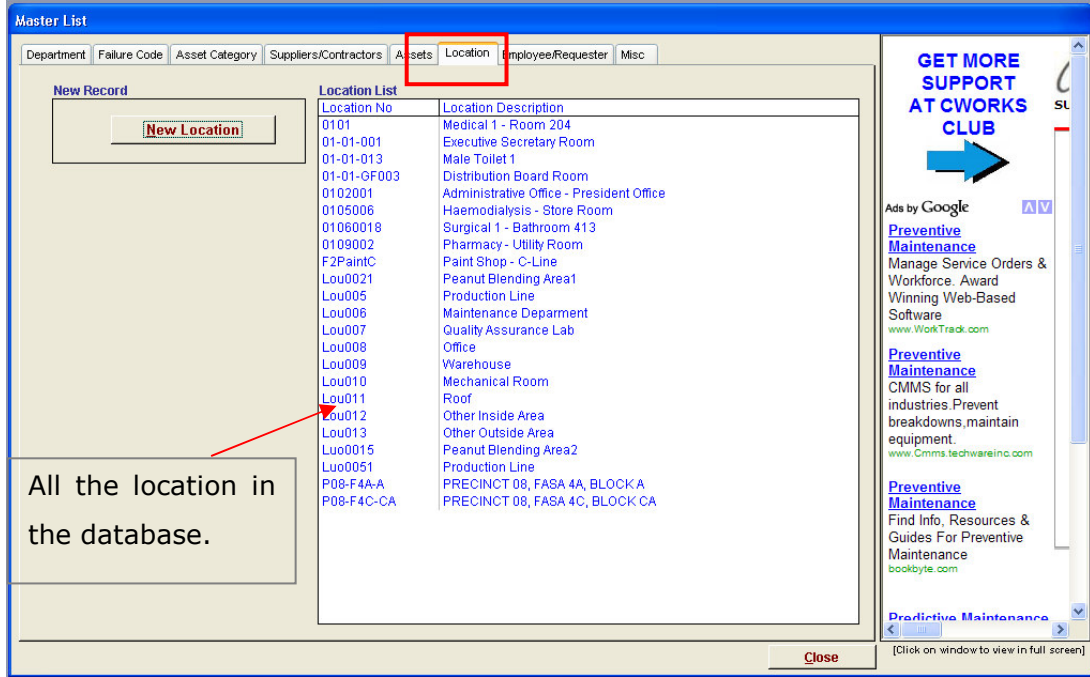 Master List
Department Failure Code Asset Category Suppliers/Contractors Assets Location Employee/Requester Misc
New Record
New Location
Location List
Location No Location Description
0101 Medical 1 - Room 204
01-01-001 Executive Secretary Room
01-01-013 Male Toilet 1
01-01-GF003 Distribution Board Room
0102001 Administrative Office - President Office
0105006 Haemodialysis - Store Room
01060018 Surgical 1 - Bathroom 413
0109002 Pharmacy - Utility Room
F2PaintC Paint Shop - C-Line
Lou0021 Peanut Blending Area1
Lou005 Production Line
Lou006 Maintenance Deparment
Lou007 Quality Assurance Lab
Lou008 Office
Lou009 Warehouse
Lou010 Mechanical Room
Lou011 Roof
Lou012 Other Inside Area
Lou013 Other Outside Area
Luo0015 Peanut Blending Area2
Luo0051 Production Line
P08-F4A-A PRECINCT 08, FASA 4A, BLOCK A
P08-F4C-CA PRECINCT 08, FASA 4C, BLOCK CA
All the location in
the database.
Close
GET MORE
SUPPORT
AT CWORKS
CLUB
Ads by Google
Preventive
Maintenance
Manage Service Orders &
Workforce. Award
Winning Web-Based
Software
www.WorkTrack.com
Preventive
Maintenance
CMMS for all
industries.Prevent
breakdowns,maintain
equipment.
www.Cmms.techwareinc.com
Preventive
Maintenance
Find Info, Resources &
Guides For Preventive
Maintenance
bookbyte.com
Predictive Maintenance
[Click on window to view in full screen]